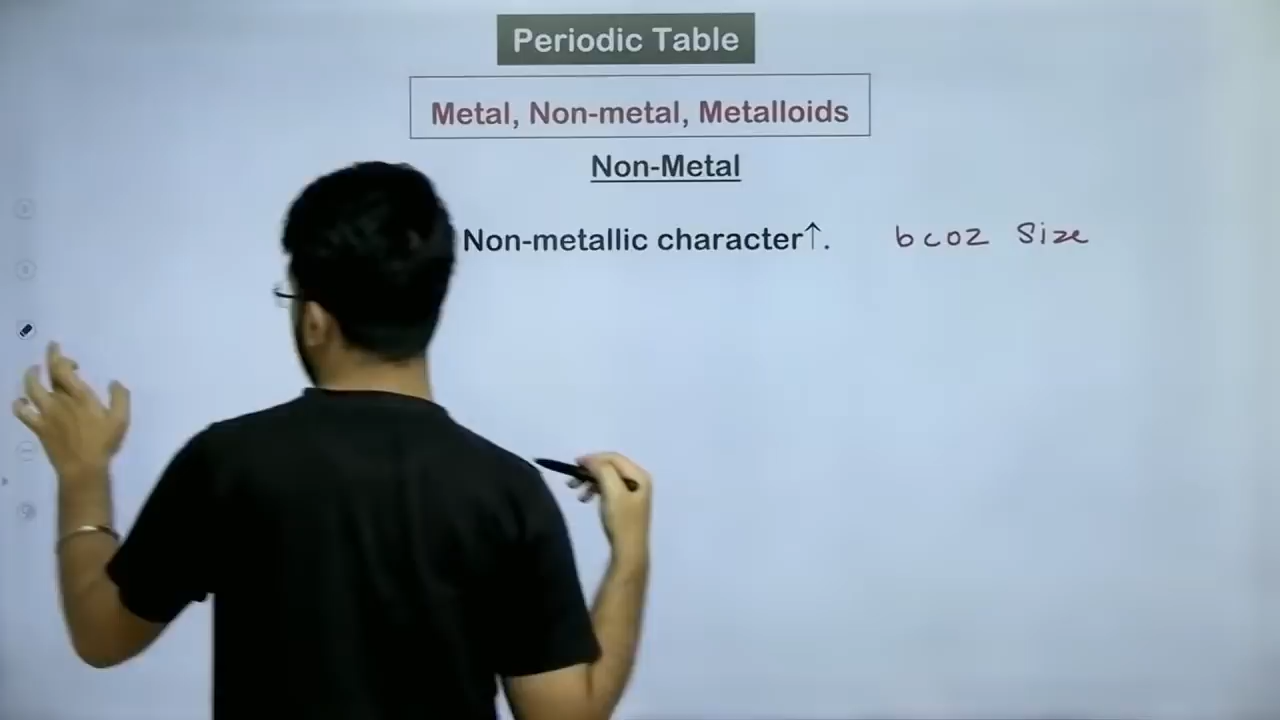 Periodic Table
Metal, Non-metal, Metalloids
Non-Metal
Non-metallic character↑. bcoz Size